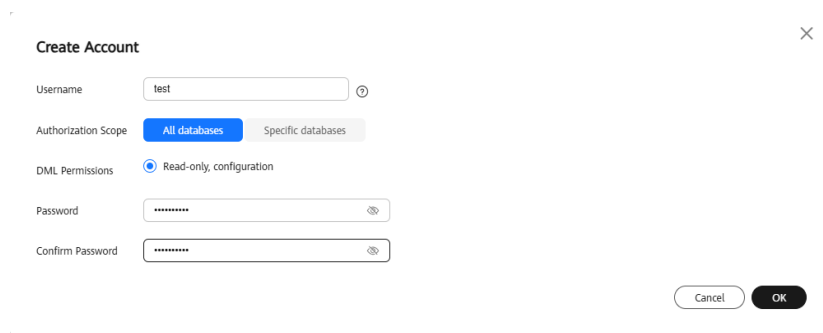 Create Account
Username test
Authorization Scope All databases Specific databases
DML Permissions Read-only, configuration
Password ••••••••••
Confirm Password ••••••••••
Cancel OK